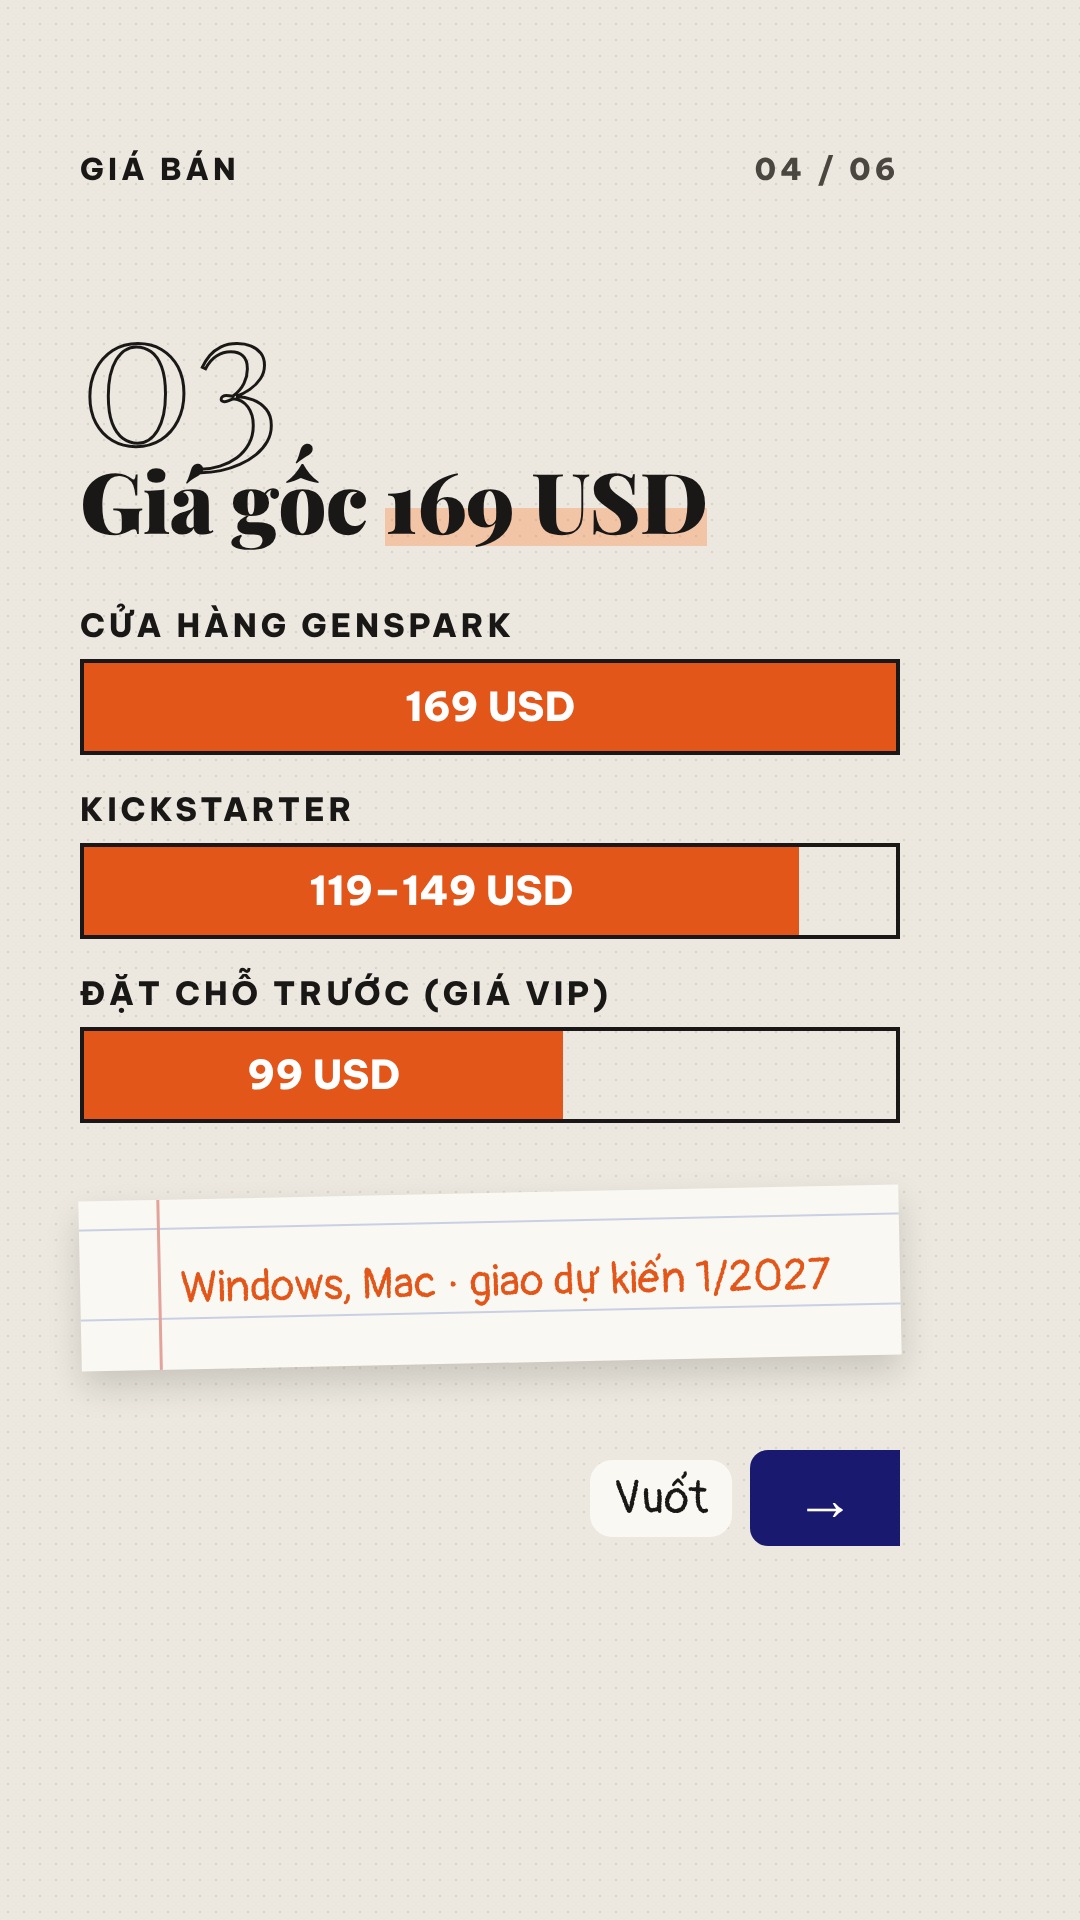 GIÁ BÁN
04 / 06
03
Giá gốc 169 USD
CỬA HÀNG GENSPARK
169 USD
KICKSTARTER
119–149 USD
ĐẶT CHỖ TRƯỚC (GIÁ VIP)
99 USD
Windows, Mac · giao dự kiến 1/2027
Vuốt →